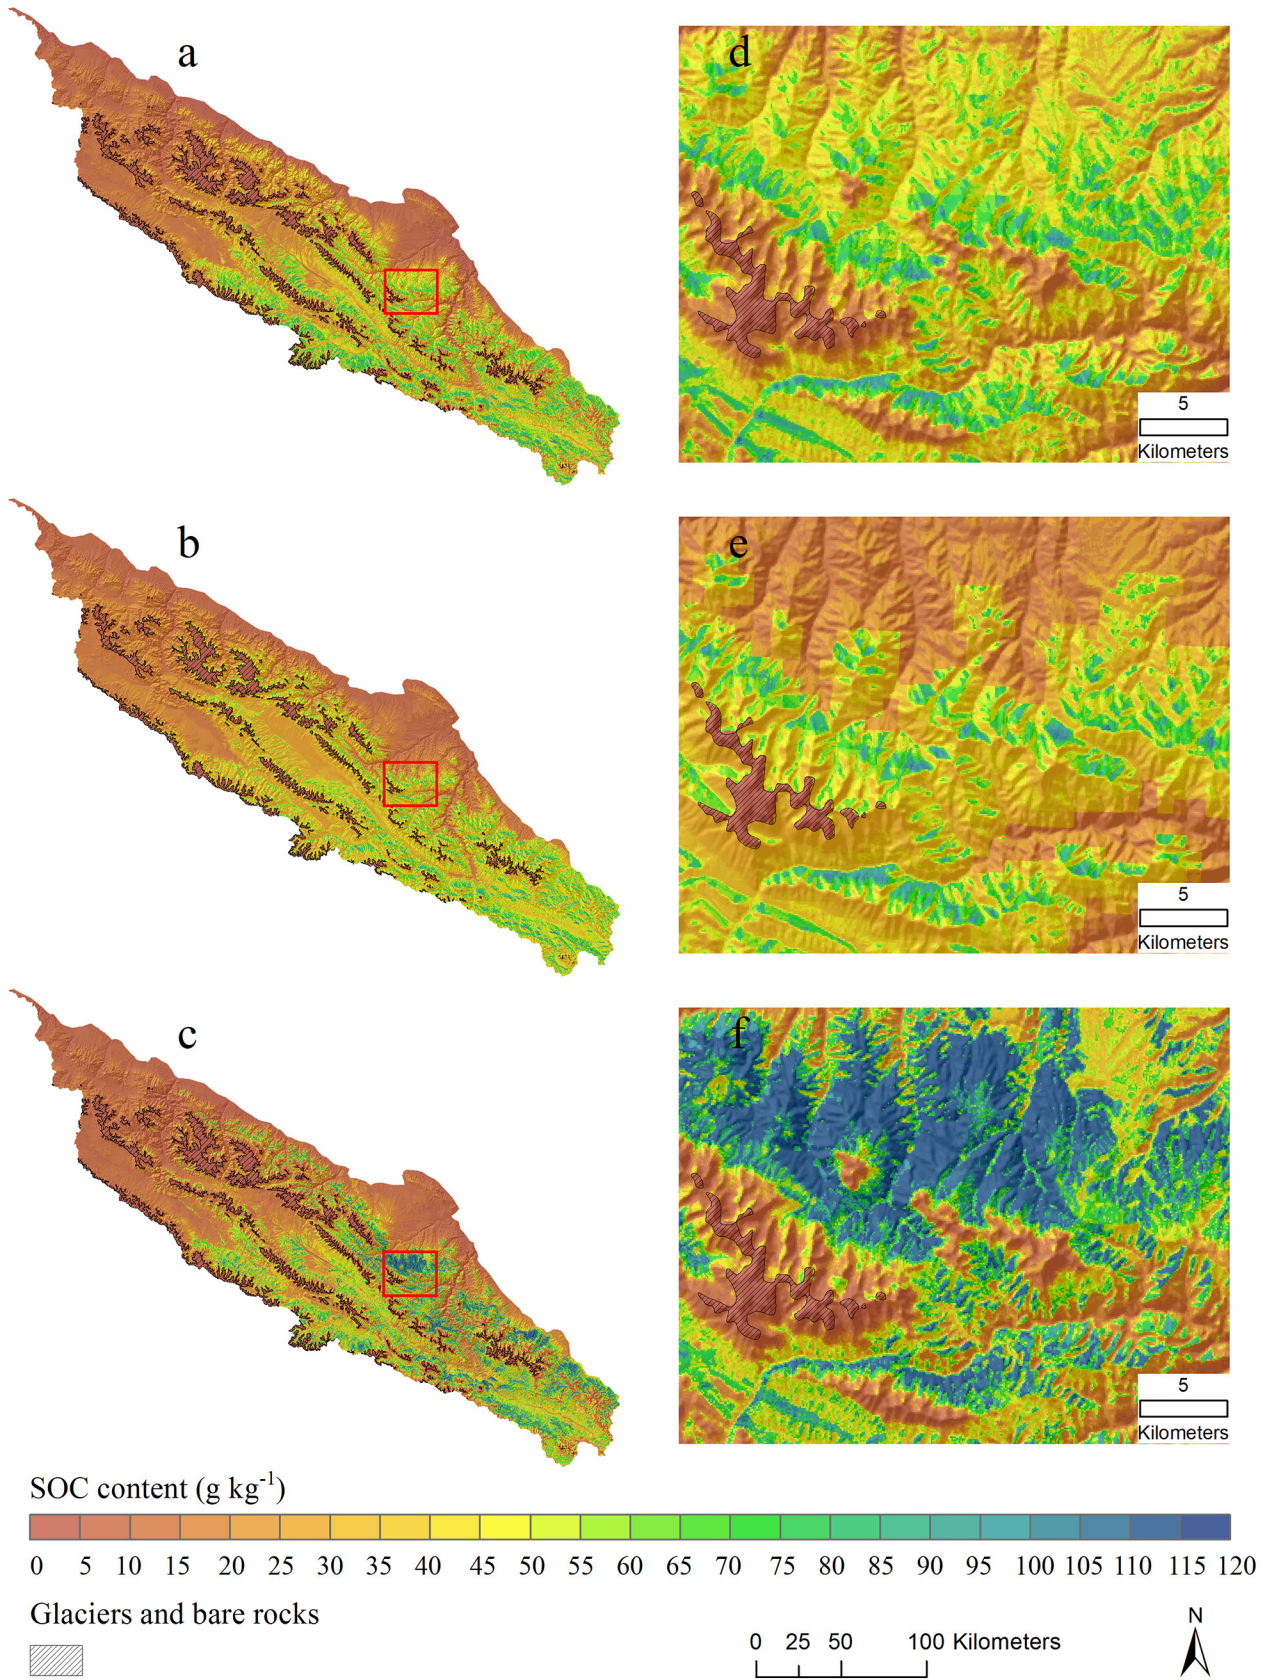 a
d
5
Kilometers
b
e
5
Kilometers
c
f
5
Kilometers
SOC content (g kg-1)
0 5 10 15 20 25 30 35 40 45 50 55 60 65 70 75 80 85 90 95 100 105 110 115 120
Glaciers and bare rocks
0 25 50 100 Kilometers
N